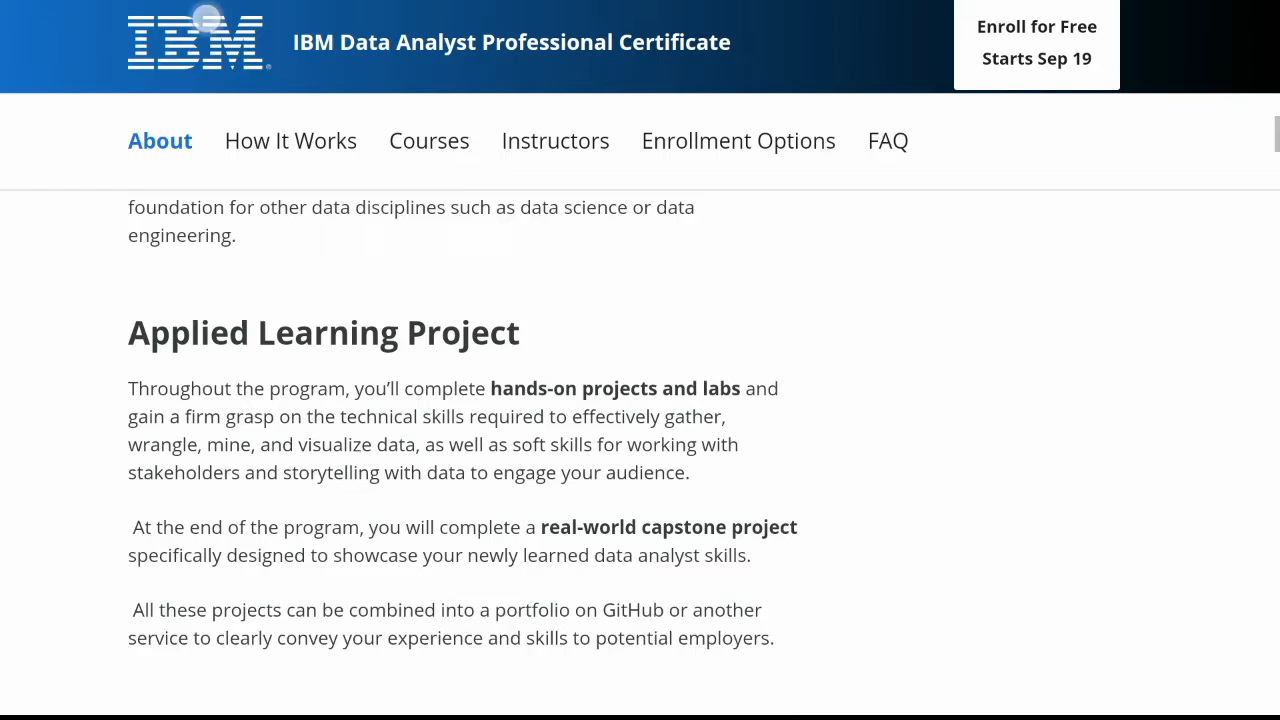 IBM
IBM Data Analyst Professional Certificate
Enroll for Free
Starts Sep 19
About How It Works Courses Instructors Enrollment Options FAQ
foundation for other data disciplines such as data science or data
engineering.
Applied Learning Project
Throughout the program, you’ll complete hands-on projects and labs and
gain a firm grasp on the technical skills required to effectively gather,
wrangle, mine, and visualize data, as well as soft skills for working with
stakeholders and storytelling with data to engage your audience.
At the end of the program, you will complete a real-world capstone project
specifically designed to showcase your newly learned data analyst skills.
All these projects can be combined into a portfolio on GitHub or another
service to clearly convey your experience and skills to potential employers.